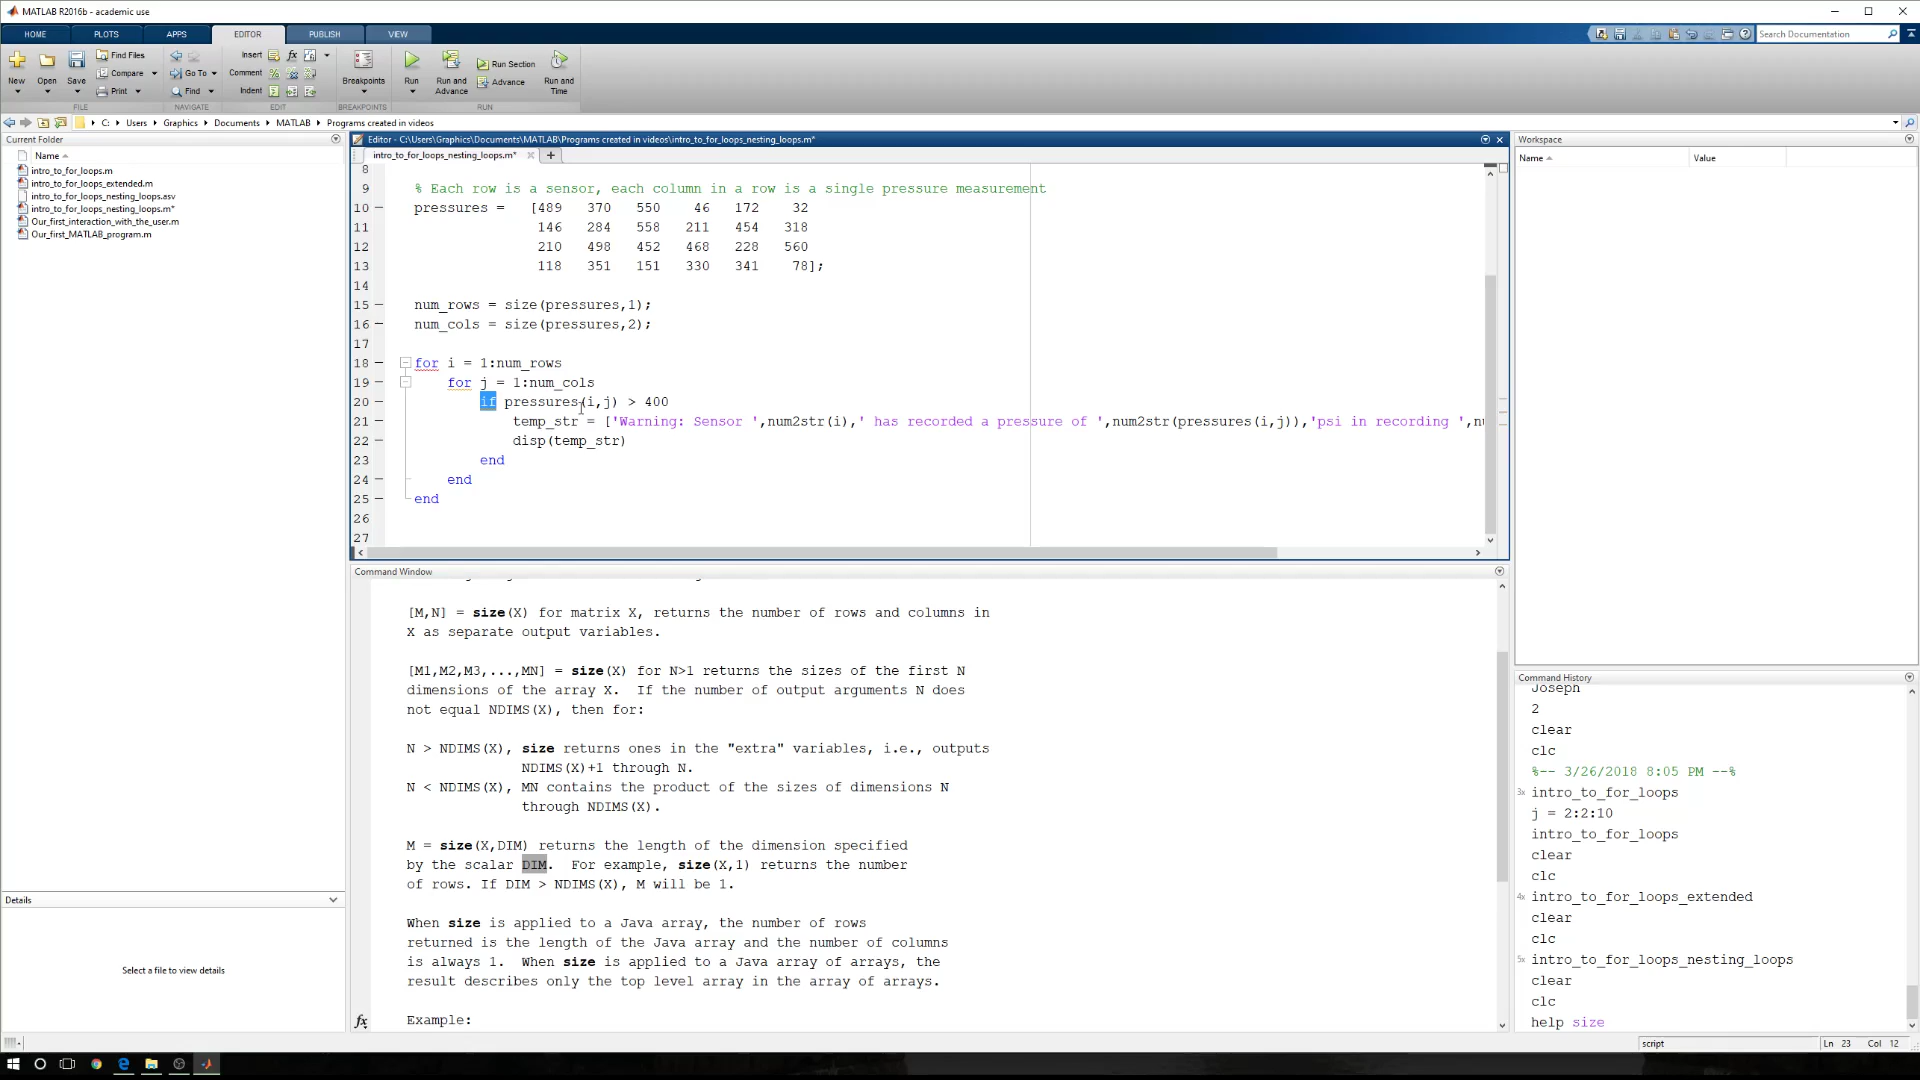 MATLAB R2016b - academic use
HOME PLOTS APPS EDITOR PUBLISH VIEW
Search Documentation
New Open Save Find Files Compare Print
Go To Find
Insert Comment Indent
Breakpoints
Run Run and Advance Run Section Advance Run and Time
FILE NAVIGATE EDIT BREAKPOINTS RUN
C: Users Graphics Documents MATLAB Programs created in videos
Current Folder
Name
intro_to_for_loops.m
intro_to_for_loops_extended.m
intro_to_for_loops_nesting_loops.asv
intro_to_for_loops_nesting_loops.m*
Our_first_interaction_with_the_user.m
Our_first_MATLAB_program.m
Details
Select a file to view details
Editor - C:\Users\Graphics\Documents\MATLAB\Programs created in videos\intro_to_for_loops_nesting_loops.m*
intro_to_for_loops_nesting_loops.m*
8
9 % Each row is a sensor, each column in a row is a single pressure measurement
10 pressures = [489 370 550 46 172 32
11 146 284 558 211 454 318
12 210 498 452 468 228 560
13 118 351 151 330 341 78];
14
15 num_rows = size(pressures,1);
16 num_cols = size(pressures,2);
17
18 for i = 1:num_rows
19 for j = 1:num_cols
20 if pressures(i,j) > 400
21 temp_str = ['Warning: Sensor ',num2str(i),' has recorded a pressure of ',num2str(pressures(i,j)),'psi in recording ',nu
22 disp(temp_str)
23 end
24 end
25 end
26
27
Command Window
[M,N] = size(X) for matrix X, returns the number of rows and columns in
X as separate output variables.
[M1,M2,M3,...,MN] = size(X) for N>1 returns the sizes of the first N
dimensions of the array X. If the number of output arguments N does
not equal NDIMS(X), then for:
N > NDIMS(X), size returns ones in the "extra" variables, i.e., outputs
NDIMS(X)+1 through N.
N < NDIMS(X), MN contains the product of the sizes of dimensions N
through NDIMS(X).
M = size(X,DIM) returns the length of the dimension specified
by the scalar DIM. For example, size(X,1) returns the number
of rows. If DIM > NDIMS(X), M will be 1.
When size is applied to a Java array, the number of rows
returned is the length of the Java array and the number of columns
is always 1. When size is applied to a Java array of arrays, the
result describes only the top level array in the array of arrays.
Example:
fx
Workspace
Name Value
Command History
Joseph
2
clear
clc
%-- 3/26/2018 8:05 PM --%
3x intro_to_for_loops
j = 2:2:10
intro_to_for_loops
clear
clc
4x intro_to_for_loops_extended
clear
clc
5x intro_to_for_loops_nesting_loops
clear
clc
help size
script Ln 23 Col 12